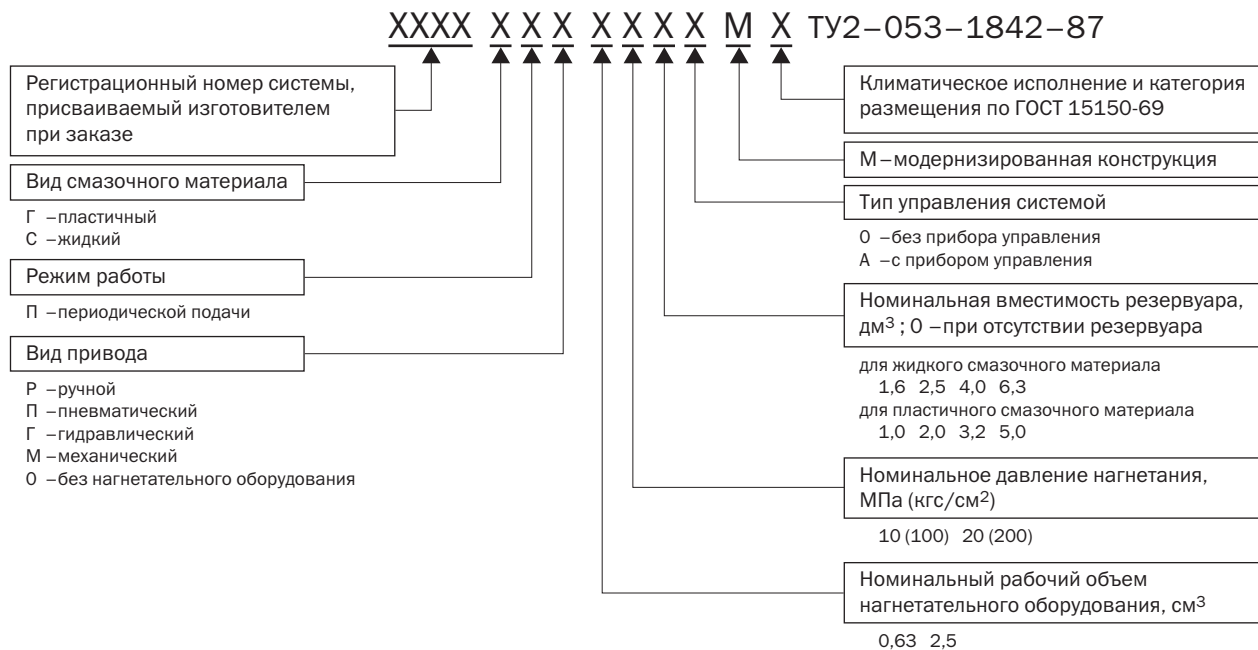 XXXX X X X X X X X M X ТУ2–053–1842–87
Регистрационный номер системы,
присваиваемый изготовителем
при заказе
Вид смазочного материала
Г –пластичный
С –жидкий
Режим работы
П –периодической подачи
Вид привода
Р –ручной
П –пневматический
Г –гидравлический
М –механический
0 –без нагнетательного оборудования
Климатическое исполнение и категория
размещения по ГОСТ 15150-69
М–модернизированная конструкция
Тип управления системой
0 –без прибора управления
А –с прибором управления
Номинальная вместимость резервуара,
дм³ ; 0 –при отсутствии резервуара
для жидкого смазочного материала
1,6 2,5 4,0 6,3
для пластичного смазочного материала
1,0 2,0 3,2 5,0
Номинальное давление нагнетания,
МПа (кгс/см²)
10 (100) 20 (200)
Номинальный рабочий объем
нагнетательного оборудования, см³
0,63 2,5